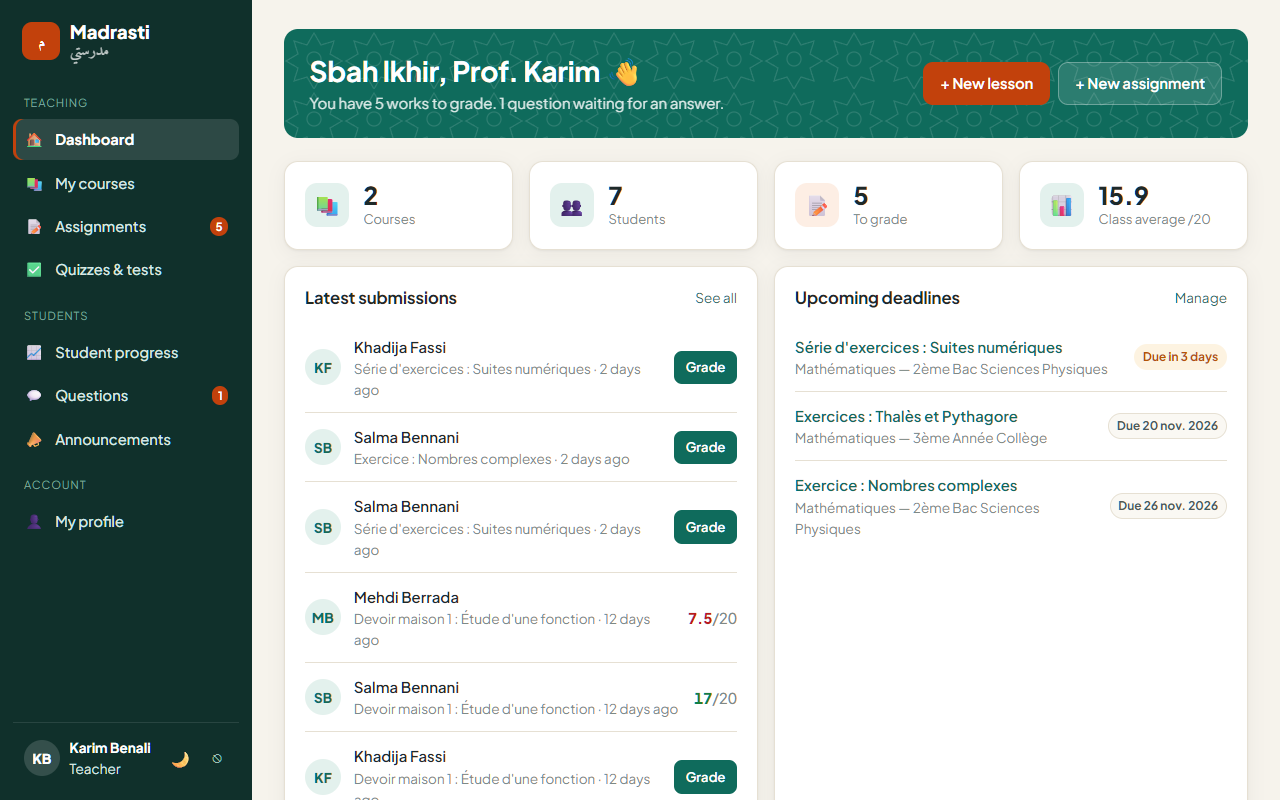 م
Madrasti
مدرستي
TEACHING
Dashboard
My courses
Assignments
5
Quizzes & tests
STUDENTS
Student progress
Questions
1
Announcements
ACCOUNT
My profile
KB
Karim Benali
Teacher
Sbah lkhir, Prof. Karim
You have 5 works to grade. 1 question waiting for an answer.
+ New lesson
+ New assignment
2
Courses
7
Students
5
To grade
15.9
Class average /20
Latest submissions
See all
KF
Khadija Fassi
Série d'exercices : Suites numériques · 2 days
ago
Grade
SB
Salma Bennani
Exercice : Nombres complexes · 2 days ago
Grade
SB
Salma Bennani
Série d'exercices : Suites numériques · 2 days
ago
Grade
MB
Mehdi Berrada
Devoir maison 1 : Étude d'une fonction · 12 days
ago
7.5/20
SB
Salma Bennani
Devoir maison 1 : Étude d'une fonction · 12 days ago
17/20
KF
Khadija Fassi
Devoir maison 1 : Étude d'une fonction · 12 days
ago
Grade
Upcoming deadlines
Manage
Série d'exercices : Suites numériques
Mathématiques — 2ème Bac Sciences Physiques
Due in 3 days
Exercices : Thalès et Pythagore
Mathématiques — 3ème Année Collège
Due 20 nov. 2026
Exercice : Nombres complexes
Mathématiques — 2ème Bac Sciences
Physiques
Due 26 nov. 2026